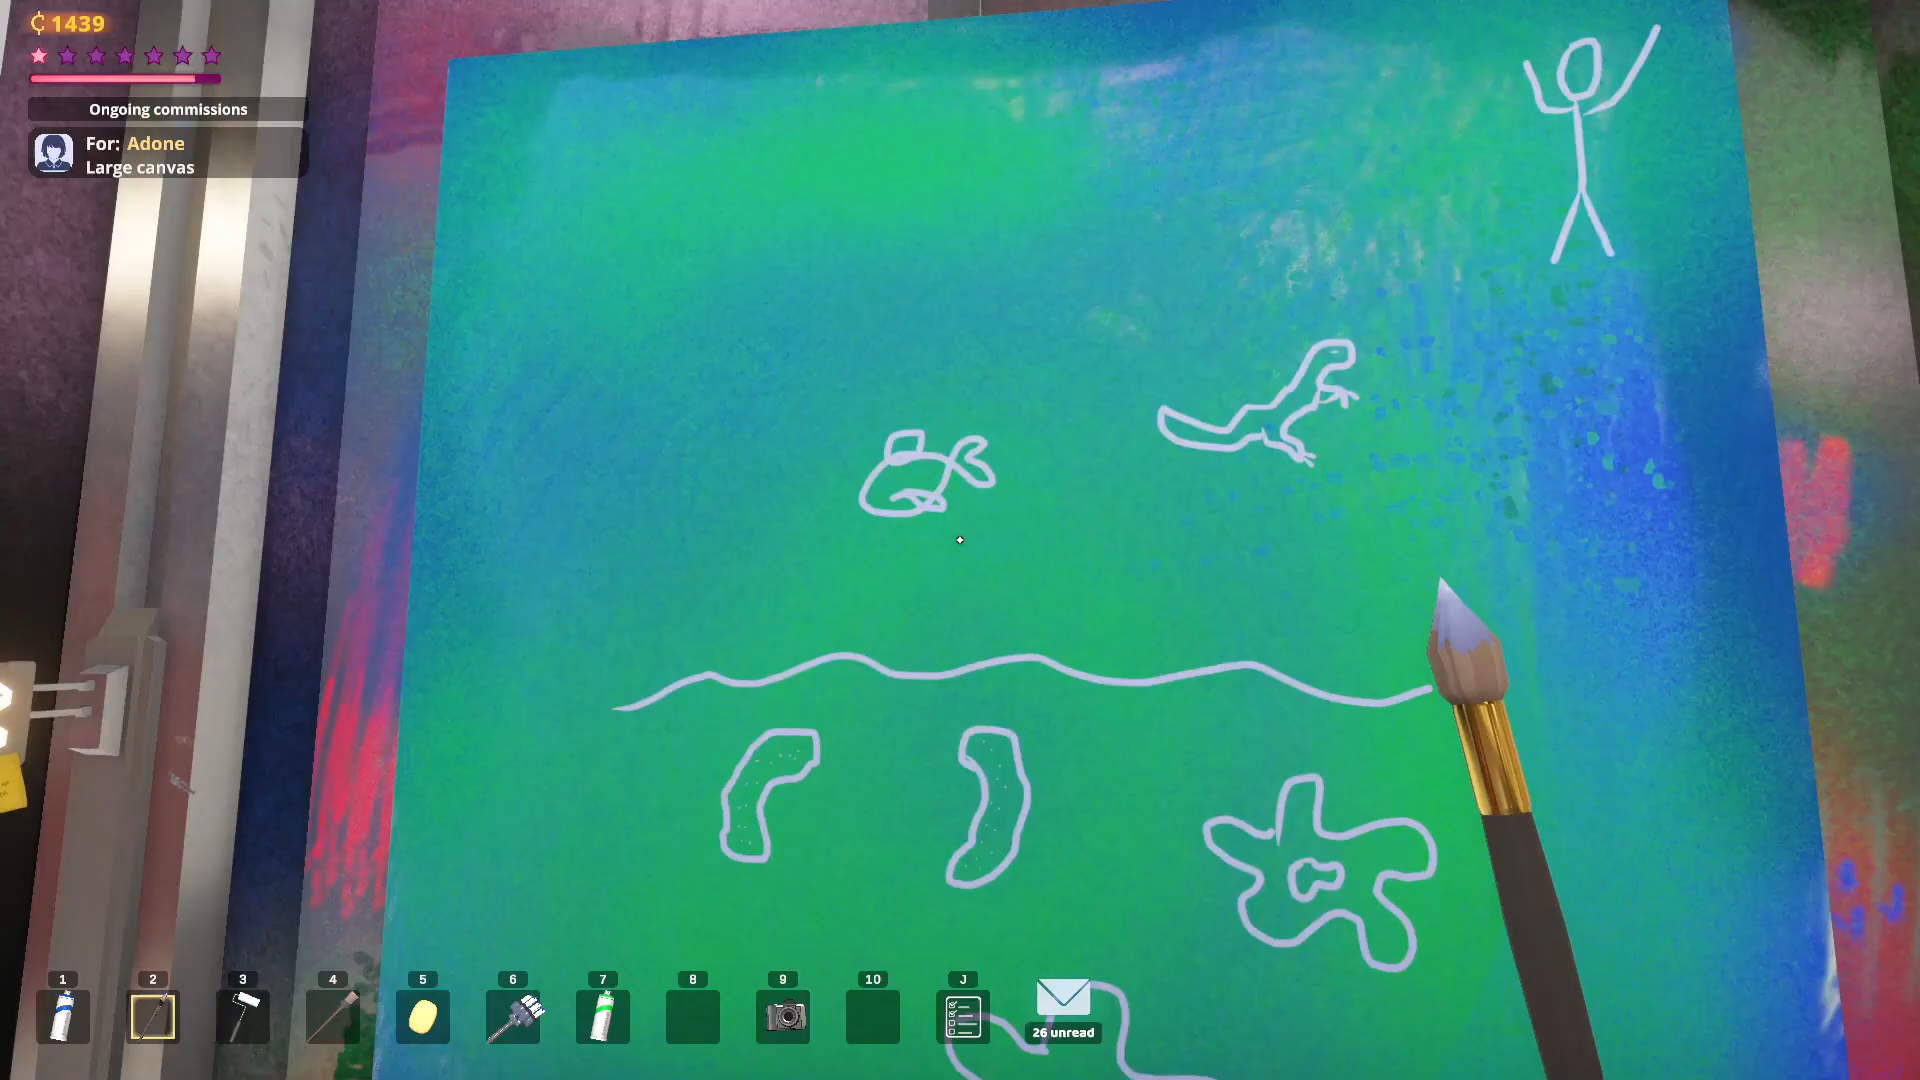 ₵ 1439
Ongoing commissions
For: Adone
Large canvas
1 2 3 4 5 6 7 8 9 10 J
26 unread